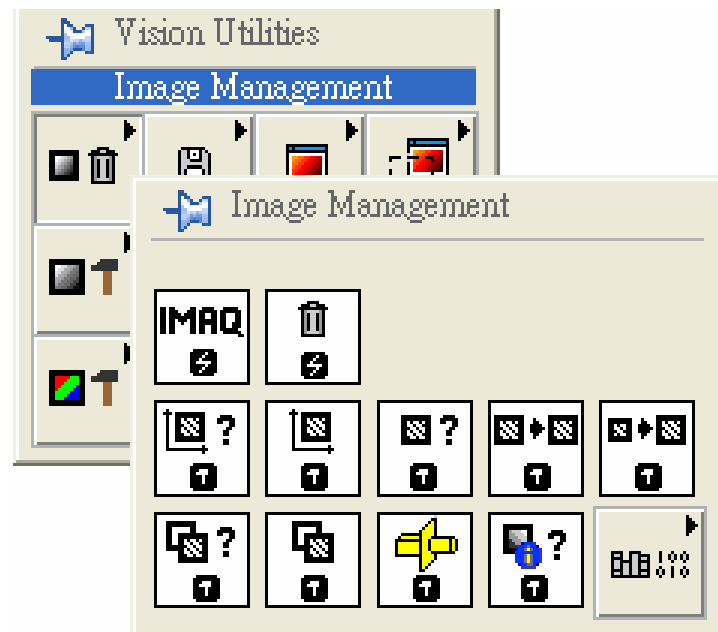 Vision Utilities
Image Management
Image Management
IMAQ
? ?
T T T T T
? ?
T T T T